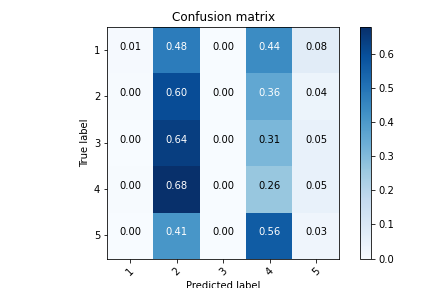 Confusion matrix
1 0.01 0.48 0.00 0.44 0.08
2 0.00 0.60 0.00 0.36 0.04
3 0.00 0.64 0.00 0.31 0.05
4 0.00 0.68 0.00 0.26 0.05
5 0.00 0.41 0.00 0.56 0.03
1 2 3 4 5
True label
Predicted label
0.6
0.5
0.4
0.3
0.2
0.1
0.0